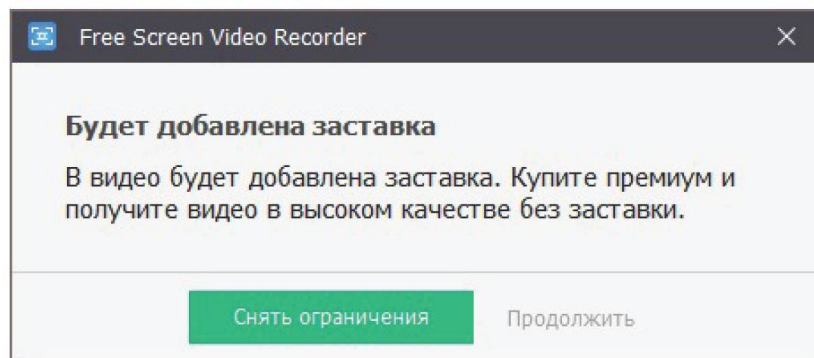 Free Screen Video Recorder
Будет добавлена заставка
В видео будет добавлена заставка. Купите премиум и
получите видео в высоком качестве без заставки.
Снять ограничения
Продолжить